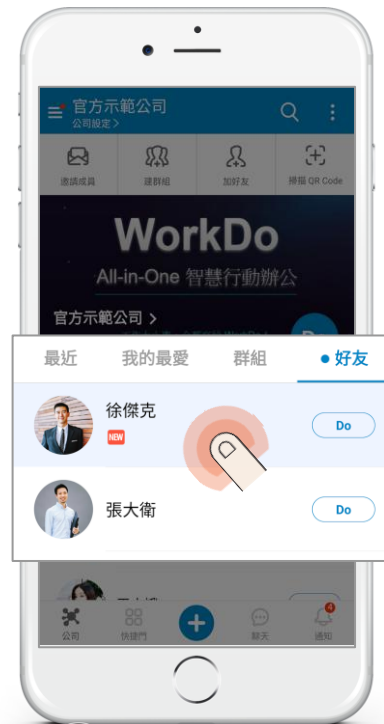 官方示範公司
公司設定 >
邀請成員 建群組 加好友 掃描 QR Code
WorkDo
All-in-One 智慧行動辦公
官方示範公司 >
最近 我的最愛 群組 • 好友
徐傑克 Do
NEW
張大衛 Do
公司 快捷鬥 聊天 通知
4